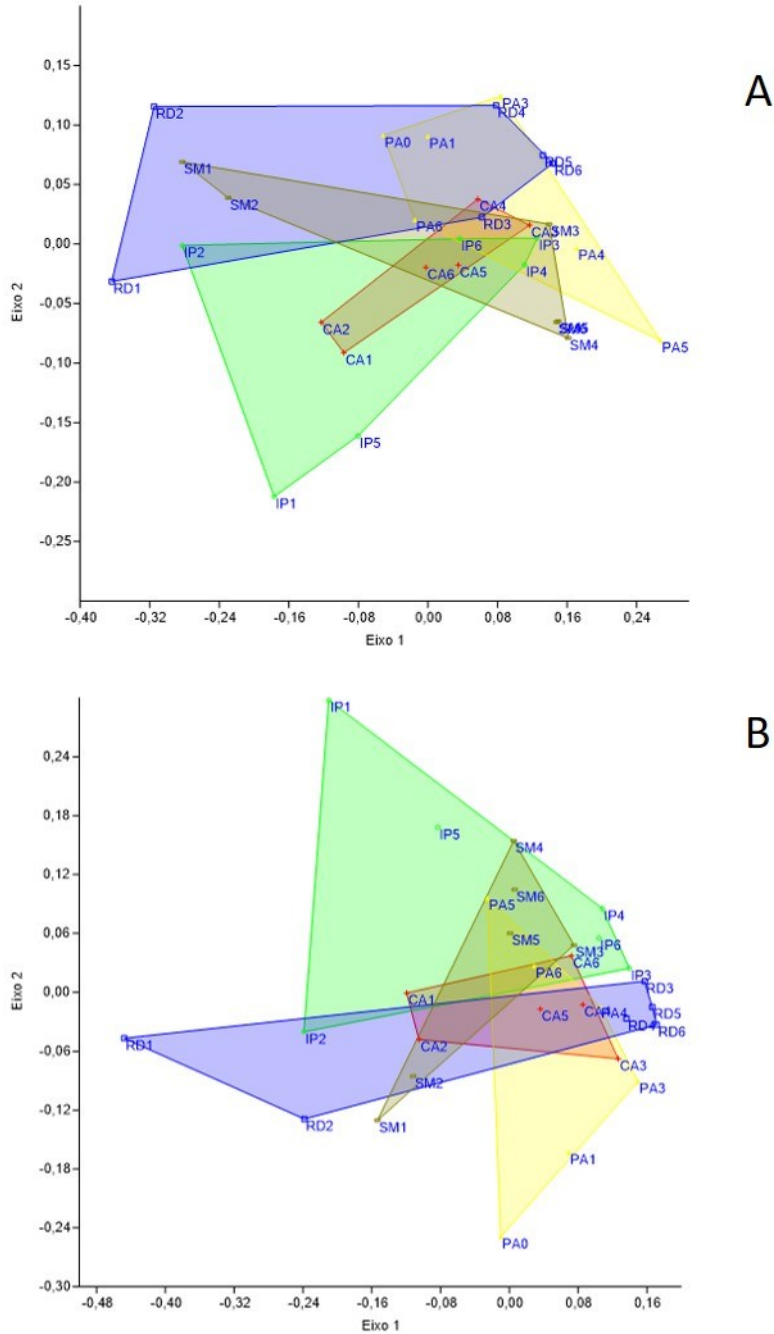 A
0,15
0,10
0,05
0,00
-0,05
-0,10
-0,15
-0,20
-0,25
Eixo 2
RD2
PA3
RD4
PA0
PA1
RD5
RD6
SM1
SM2
CA4
PA6
RD3
SM3
IP2
IP6
IP3
PA4
CA6
CA5
IP4
RD1
CA2
CA1
SM4
PA5
IP5
IP1
-0,40
-0,32
-0,24
-0,16
-0,08
0,00
0,08
0,16
0,24
Eixo 1
B
0,24
0,18
0,12
0,06
0,00
-0,06
-0,12
-0,18
-0,24
-0,30
Eixo 2
IP1
IP5
SM4
SM6
PA5
IP4
SM5
IP6
SM3
CA6
PA6
IP3
CA1
RD3
CA5
PA4
RD5
RD4
RD6
RD1
IP2
CA2
CA3
SM2
PA3
RD2
SM1
PA1
PA0
-0,48
-0,40
-0,32
-0,24
-0,16
-0,08
0,00
0,08
0,16
Eixo 1